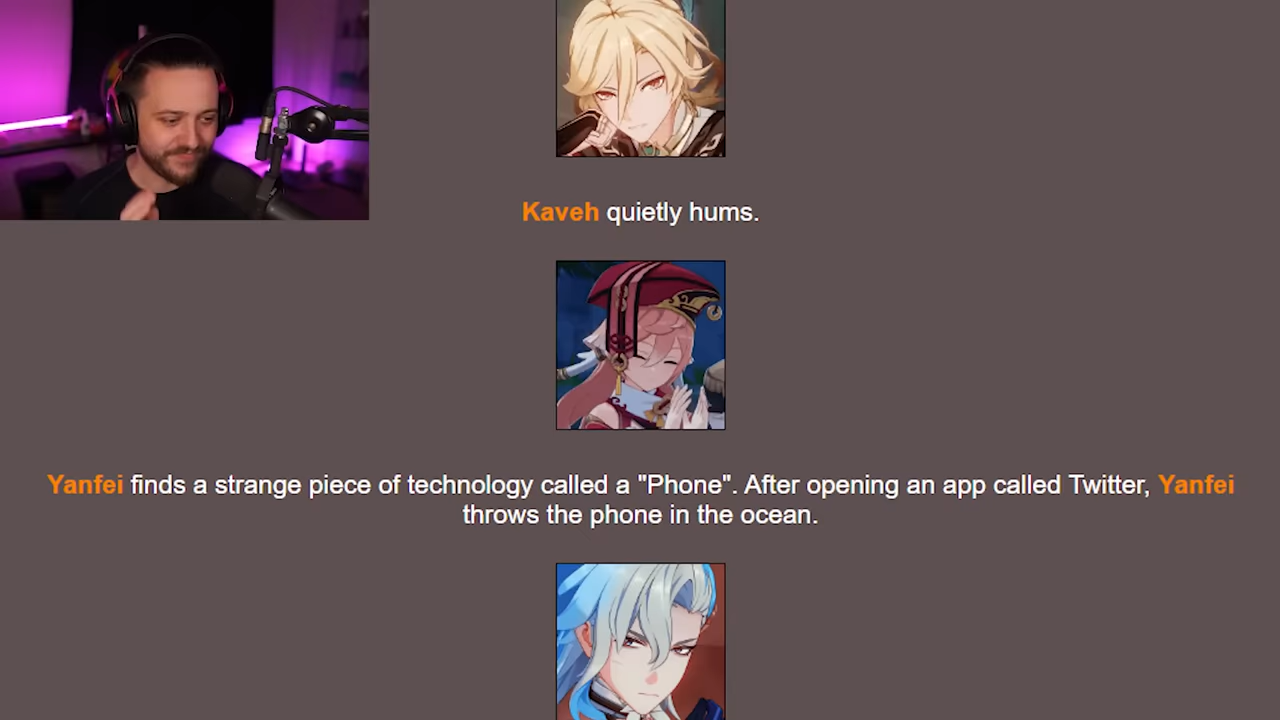 Kaveh quietly hums.
Yanfei finds a strange piece of technology called a "Phone". After opening an app called Twitter, Yanfei
throws the phone in the ocean.